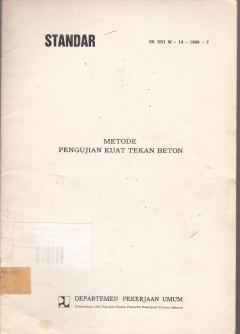 STANDAR
SK SNI M - 14 - 1989 - F
METODE
PENGUJIAN KUAT TEKAN BETON
DEPARTEMEN PEKERJAAN UMUM